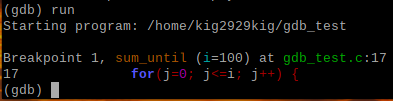 (gdb) run
Starting program: /home/kig2929kig/gdb_test

Breakpoint 1, sum_until (i=100) at gdb_test.c:17
17              for(j=0; j<=i; j++) {
(gdb)